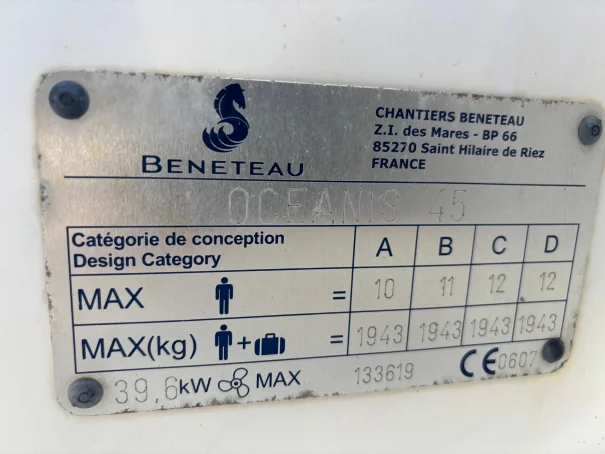 BENETEAU
CHANTIERS BENETEAU
Z.I. des Mares - BP 66
85270 Saint Hilaire de Riez
FRANCE
OCEANIS 45
Catégorie de conception
Design Category
A B C D
MAX = 10 11 12 12
MAX(kg) + = 1943 1943 1943 1943
39,6kW MAX 133619 CE0607